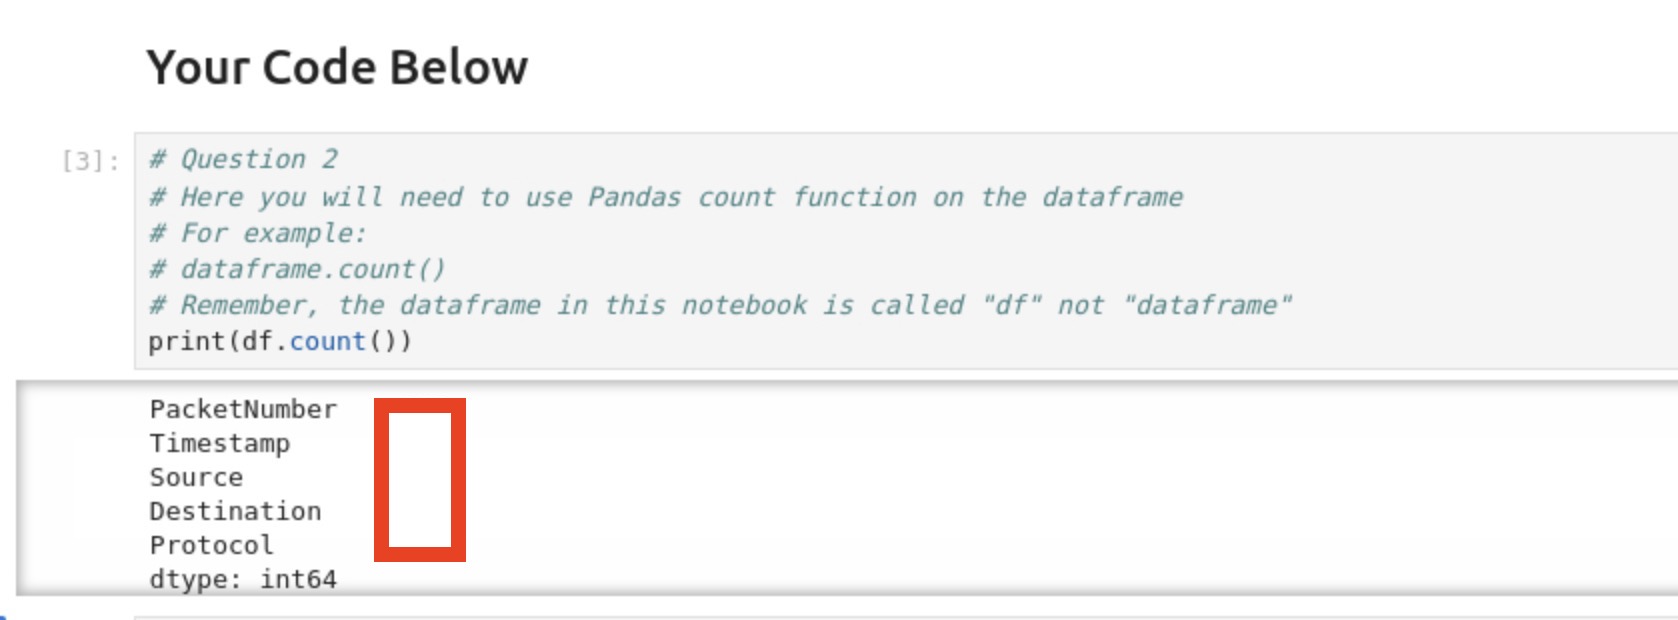 Your Code Below
[3]:
# Question 2
# Here you will need to use Pandas count function on the dataframe
# For example:
# dataframe.count()
# Remember, the dataframe in this notebook is called "df" not "dataframe"
print(df.count())
PacketNumber
Timestamp
Source
Destination
Protocol
dtype: int64